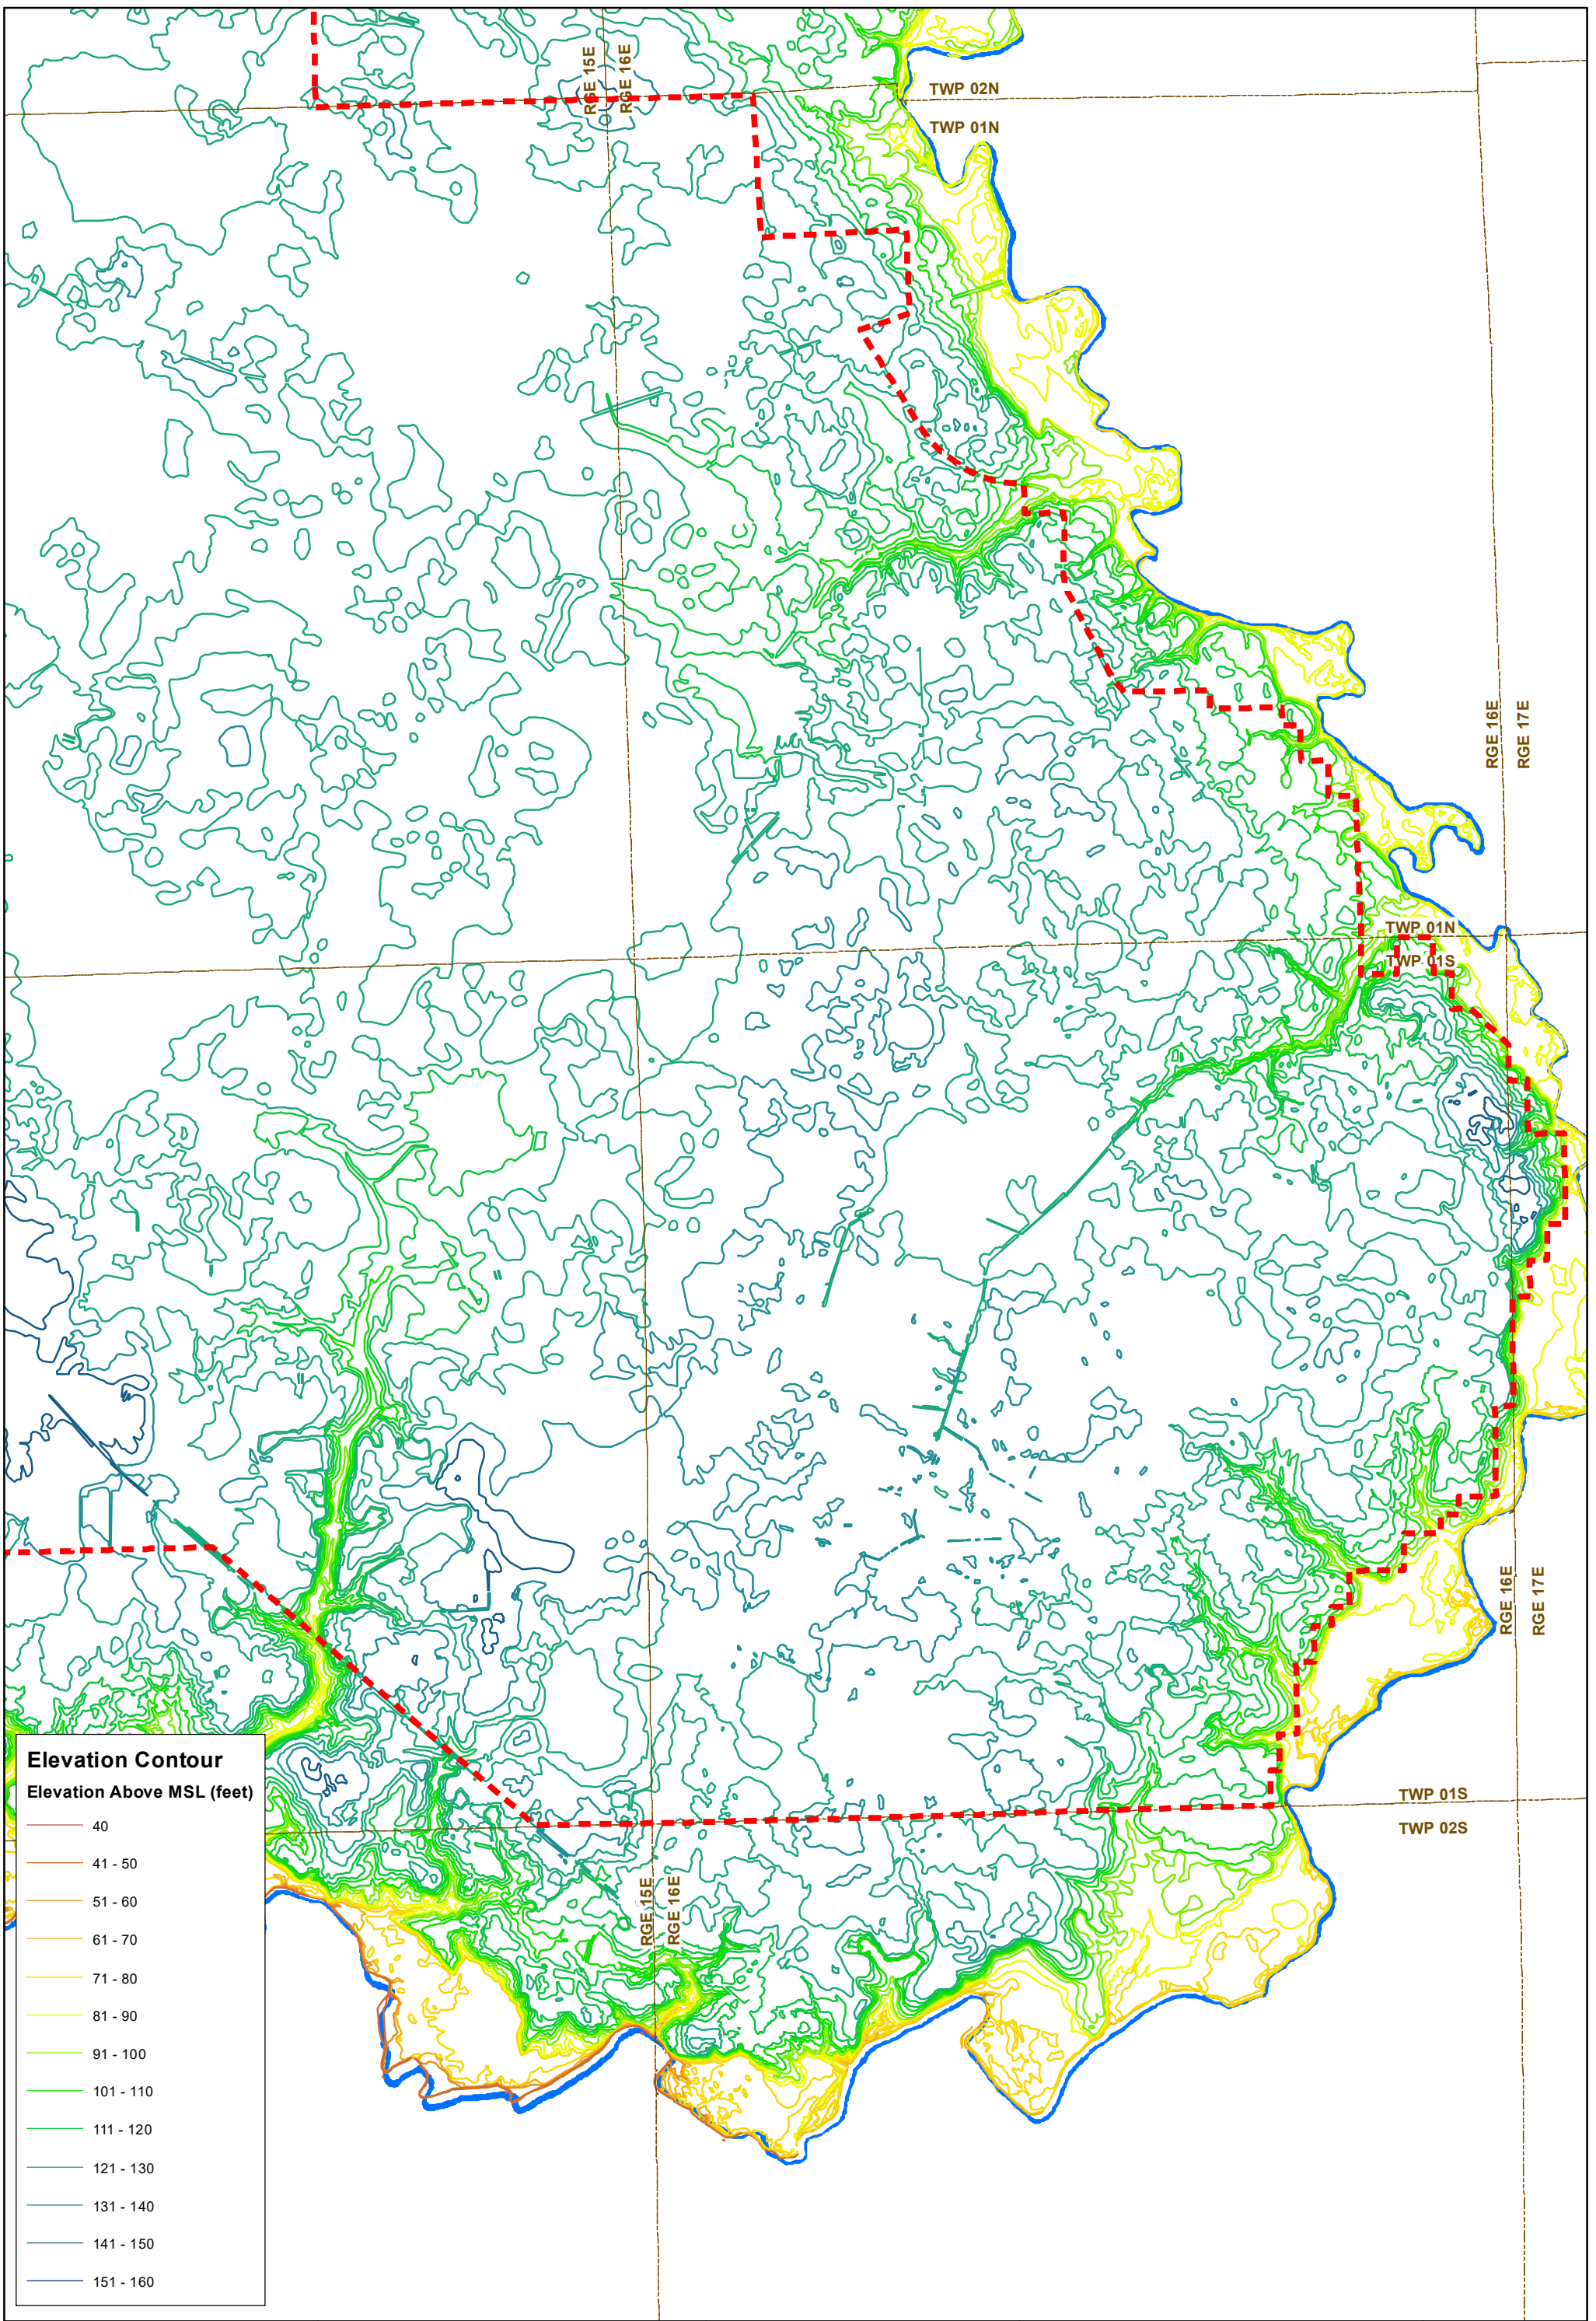 RGE 15E
RGE 16E
TWP 02N
TWP 01N
RGE 16E
RGE 17E
TWP 01N
TWP 01S
RGE 16E
RGE 17E
TWP 01S
TWP 02S
RGE 15E
RGE 16E
Elevation Contour
Elevation Above MSL (feet)
40
41 - 50
51 - 60
61 - 70
71 - 80
81 - 90
91 - 100
101 - 110
111 - 120
121 - 130
131 - 140
141 - 150
151 - 160